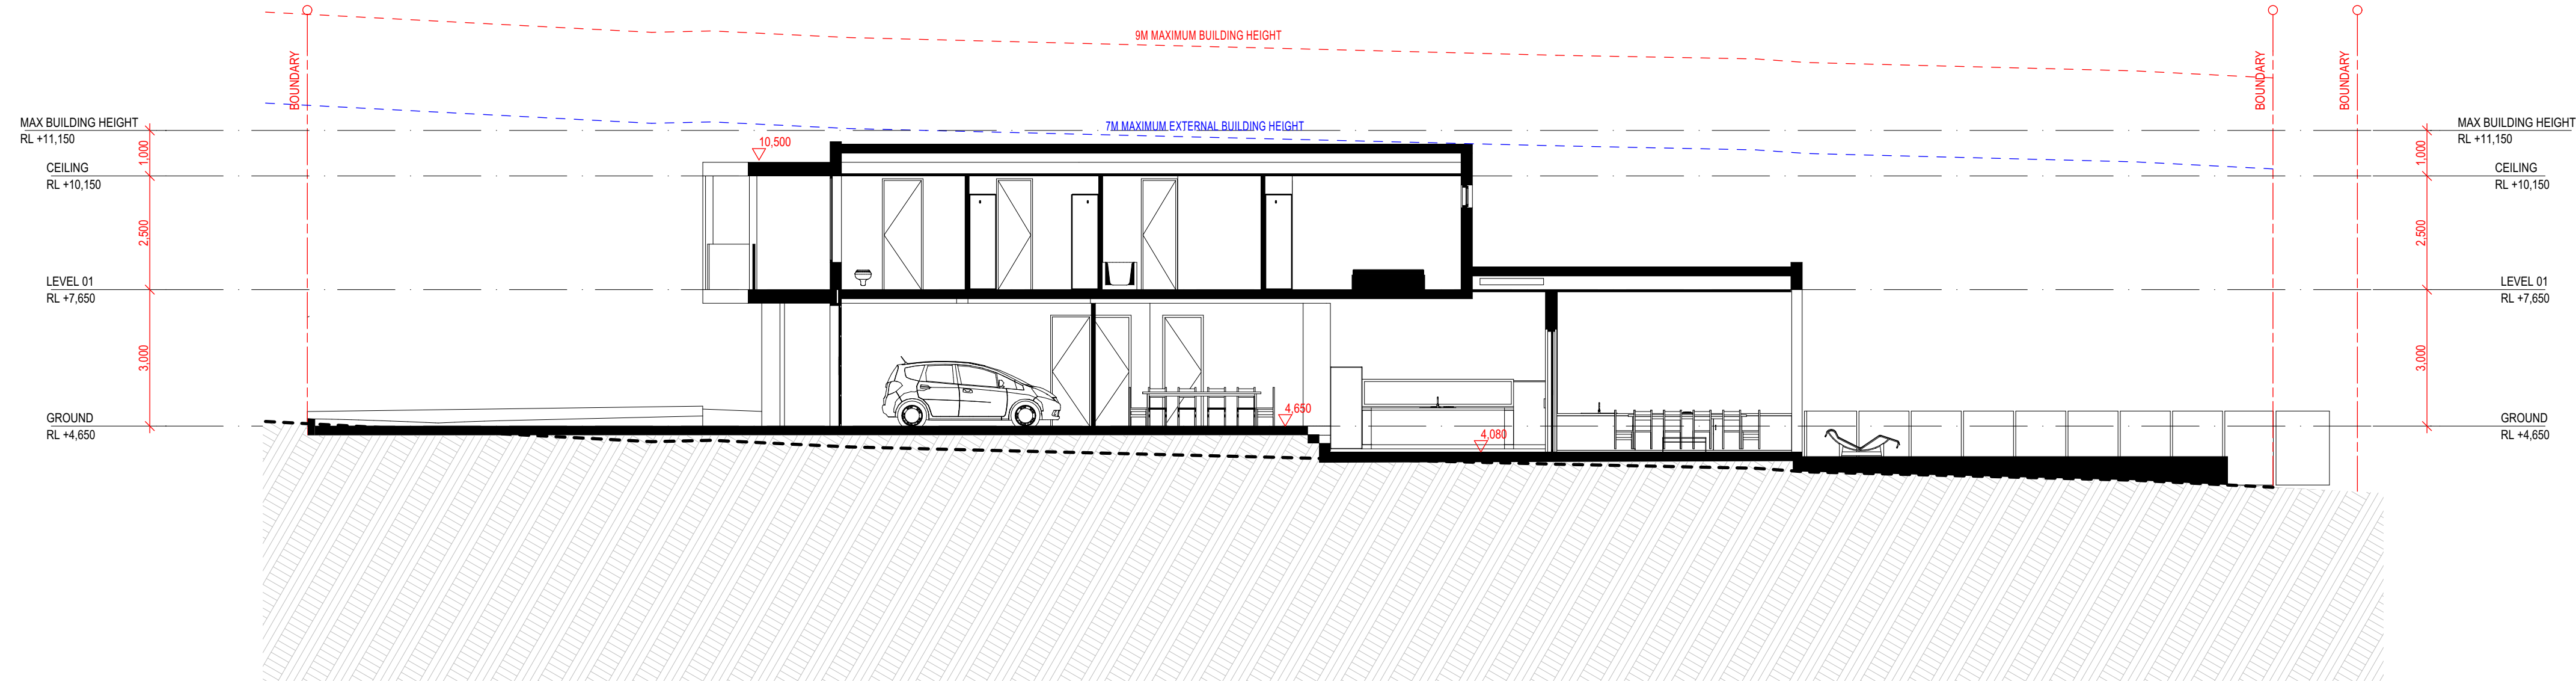 9M MAXIMUM BUILDING HEIGHT
BOUNDARY
BOUNDARY
BOUNDARY
7M MAXIMUM EXTERNAL BUILDING HEIGHT
MAX BUILDING HEIGHT
RL +11,150
1,000
CEILING
RL +10,150
2,500
LEVEL 01
RL +7,650
3,000
GROUND
RL +4,650
10,500
4,650
4,080
MAX BUILDING HEIGHT
RL +11,150
1,000
CEILING
RL +10,150
2,500
LEVEL 01
RL +7,650
3,000
GROUND
RL +4,650